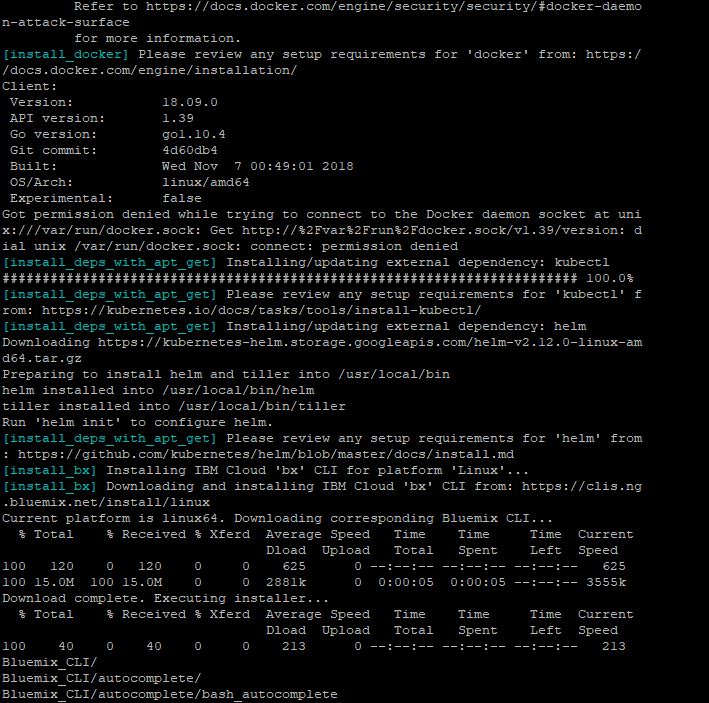 Refer to https://docs.docker.com/engine/security/security/#docker-daemo
n-attack-surface
for more information.
[install_docker] Please review any setup requirements for 'docker' from: https:/
/docs.docker.com/engine/installation/
Client:
Version:           18.09.0
API version:       1.39
Go version:        go1.10.4
Git commit:        4d60db4
Built:             Wed Nov  7 00:49:01 2018
OS/Arch:           linux/amd64
Experimental:      false
Got permission denied while trying to connect to the Docker daemon socket at uni
x:///var/run/docker.sock: Get http://%2Fvar%2Frun%2Fdocker.sock/v1.39/version: d
ial unix /var/run/docker.sock: connect: permission denied
[install_deps_with_apt_get] Installing/updating external dependency: kubectl
######################################################################## 100.0%
[install_deps_with_apt_get] Please review any setup requirements for 'kubectl' f
rom: https://kubernetes.io/docs/tasks/tools/install-kubectl/
[install_deps_with_apt_get] Installing/updating external dependency: helm
Downloading https://kubernetes-helm.storage.googleapis.com/helm-v2.12.0-linux-am
d64.tar.gz
Preparing to install helm and tiller into /usr/local/bin
helm installed into /usr/local/bin/helm
tiller installed into /usr/local/bin/tiller
Run 'helm init' to configure helm.
[install_deps_with_apt_get] Please review any setup requirements for 'helm' from
: https://github.com/kubernetes/helm/blob/master/docs/install.md
[install_bx] Installing IBM Cloud 'bx' CLI for platform 'Linux'...
[install_bx] Downloading and installing IBM Cloud 'bx' CLI from: https://clis.ng
.bluemix.net/install/linux
Current platform is linux64. Downloading corresponding Bluemix CLI...
  % Total    % Received % Xferd  Average Speed   Time    Time     Time  Current
                                 Dload  Upload   Total   Spent    Left  Speed
100   120    0   120    0     0    625      0 --:--:-- --:--:-- --:--:--   625
100 15.0M  100 15.0M    0     0  2881k      0  0:00:05  0:00:05 --:--:-- 3555k
Download complete. Executing installer...
  % Total    % Received % Xferd  Average Speed   Time    Time     Time  Current
                                 Dload  Upload   Total   Spent    Left  Speed
100    40    0    40    0     0    213      0 --:--:-- --:--:-- --:--:--   213
Bluemix_CLI/
Bluemix_CLI/autocomplete/
Bluemix_CLI/autocomplete/bash_autocomplete